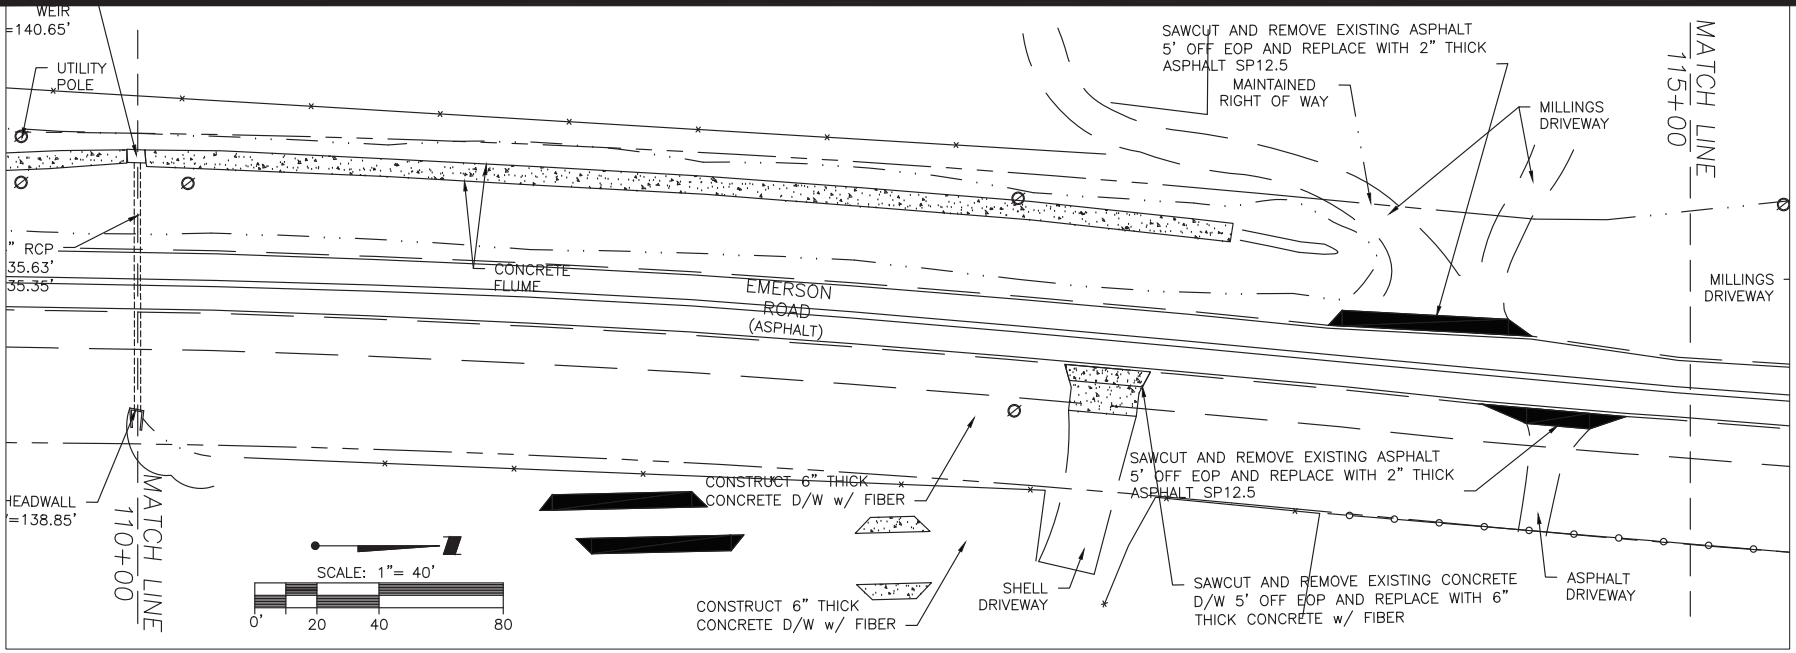 WEIR
=140.65'
UTILITY
POLE
" RCP
35.63'
35.35'
HEADWALL
=138.85'
MATCH LINE
110+00
CONCRETE
FLUME
EMERSON
ROAD
(ASPHALT)
SAWCUT AND REMOVE EXISTING ASPHALT
5' OFF EOP AND REPLACE WITH 2" THICK
ASPHALT SP12.5
MAINTAINED
RIGHT OF WAY
MILLINGS
DRIVEWAY
MATCH LINE
115+00
MILLINGS
DRIVEWAY
SAWCUT AND REMOVE EXISTING ASPHALT
5' OFF EOP AND REPLACE WITH 2" THICK
ASPHALT SP12.5
CONSTRUCT 6" THICK
CONCRETE D/W w/ FIBER
SCALE: 1"= 40'
0'
20
40
80
CONSTRUCT 6" THICK
CONCRETE D/W w/ FIBER
SHELL
DRIVEWAY
SAWCUT AND REMOVE EXISTING CONCRETE
D/W 5' OFF EOP AND REPLACE WITH 6"
THICK CONCRETE w/ FIBER
ASPHALT
DRIVEWAY